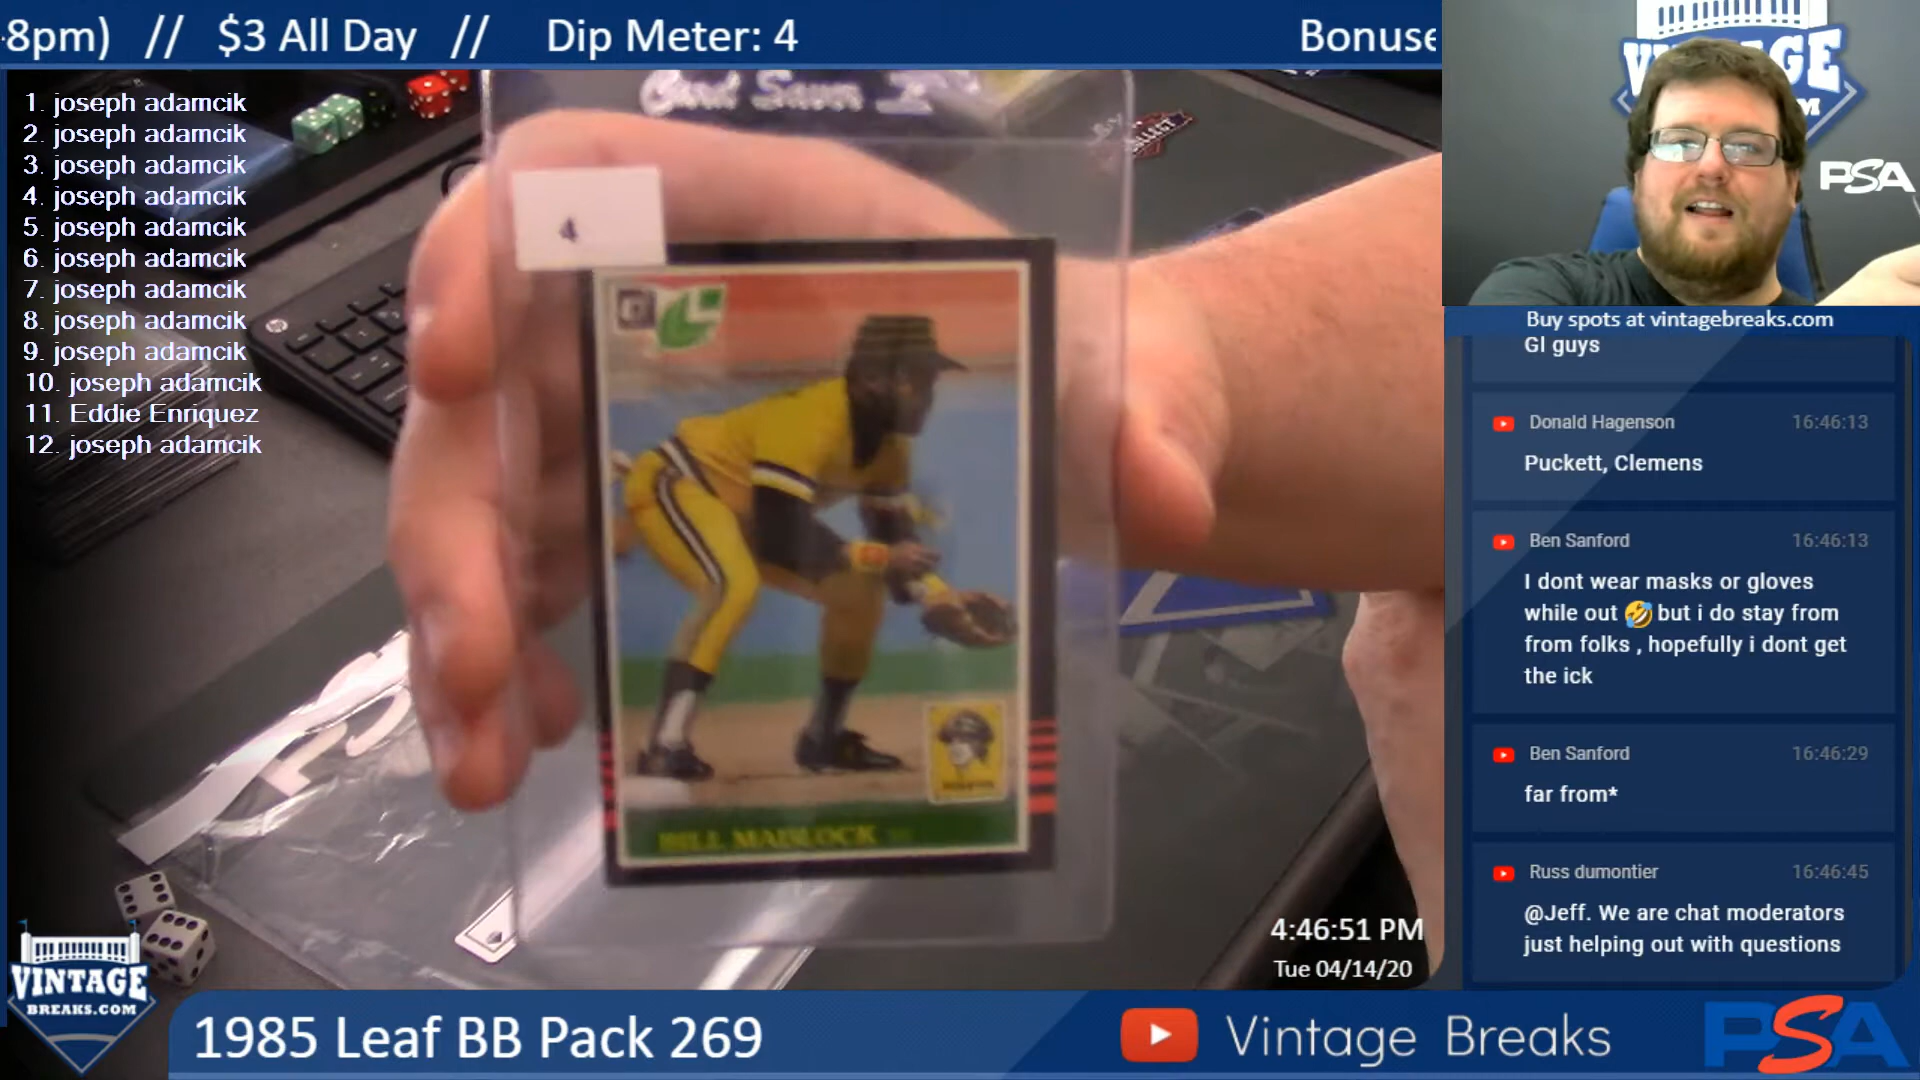 8pm) // $3 All Day // Dip Meter: 4 Bonuse
1. joseph adamcik
2. joseph adamcik
3. joseph adamcik
4. joseph adamcik
5. joseph adamcik
6. joseph adamcik
7. joseph adamcik
8. joseph adamcik
9. joseph adamcik
10. joseph adamcik
11. Eddie Enriquez
12. joseph adamcik
Card Saver I
COLLECT
4
BILL MADLOCK
VINTAGE
PSA
Buy spots at vintagebreaks.com
Gl guys
Donald Hagenson 16:46:13
Puckett, Clemens
Ben Sanford 16:46:13
I dont wear masks or gloves
while out 🤣 but i do stay from
from folks , hopefully i dont get
the ick
Ben Sanford 16:46:29
far from*
Russ dumontier 16:46:45
@Jeff. We are chat moderators
just helping out with questions
4:46:51 PM
Tue 04/14/20
VINTAGE
BREAKS.COM
1985 Leaf BB Pack 269
Vintage Breaks
PSA